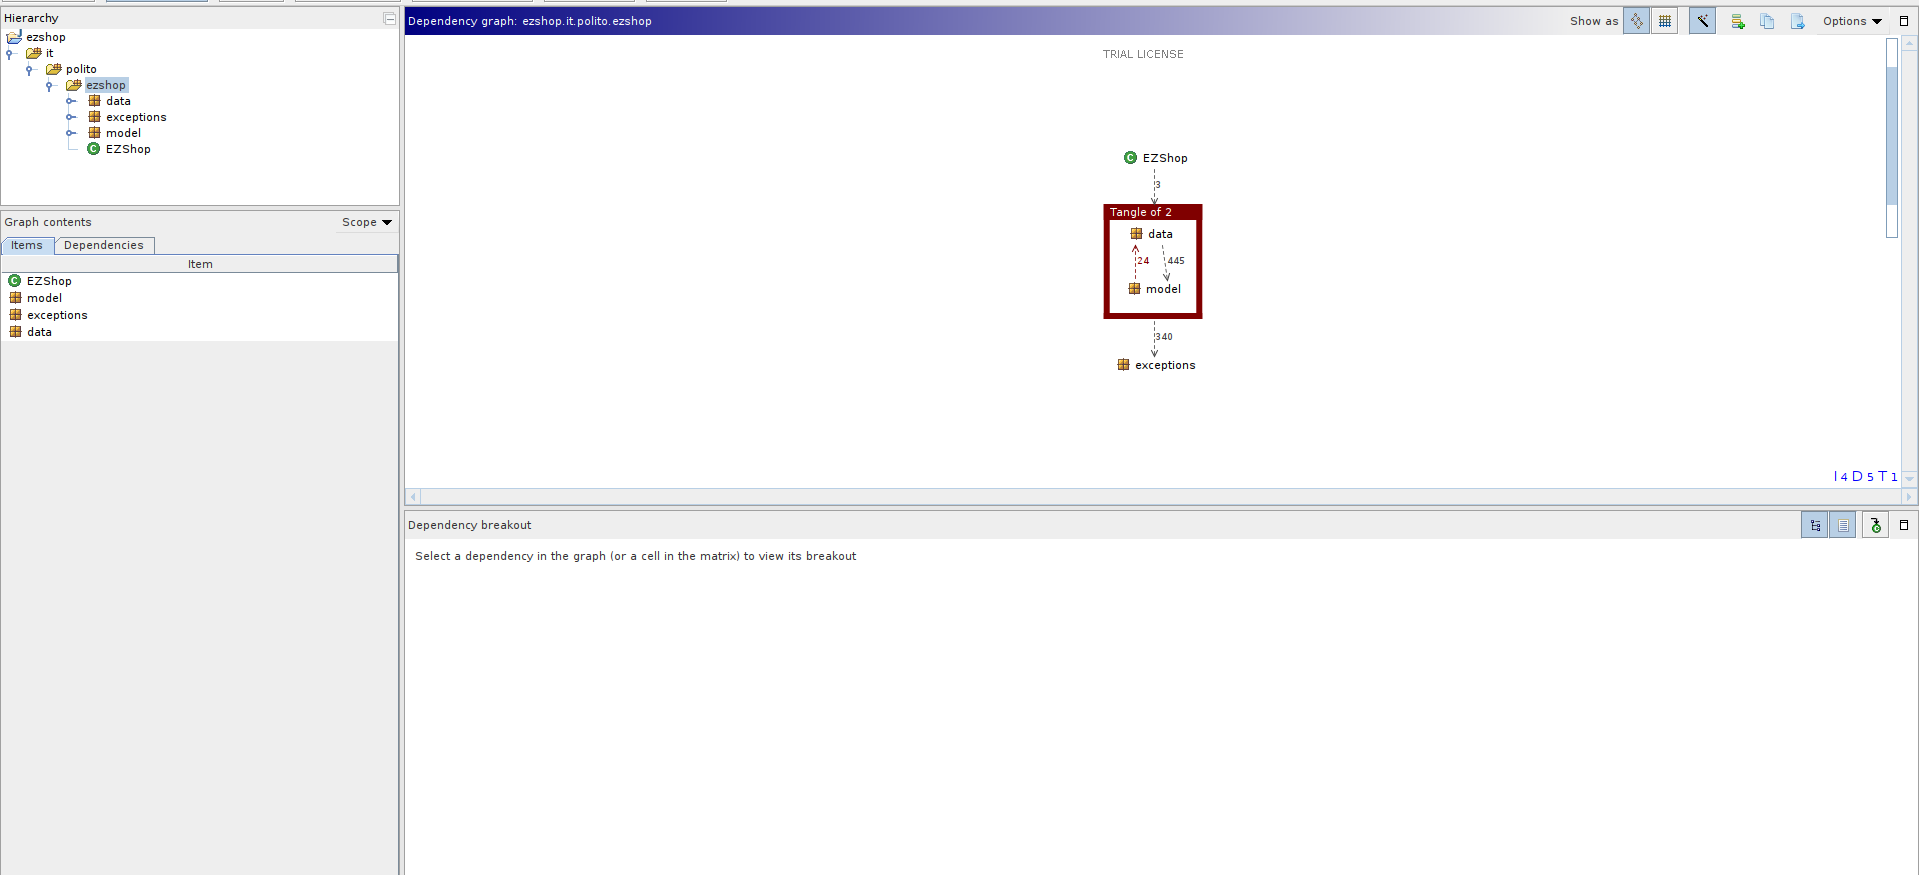 Hierarchy
ezshop
it
polito
ezshop
data
exceptions
model
EZShop
Graph contents
Scope
Items
Dependencies
Item
EZShop
model
exceptions
data
Dependency graph: ezshop.it.polito.ezshop
Show as
Options
TRIAL LICENSE
EZShop
3
Tangle of 2
data
24 445
model
340
exceptions
I 4 D 5 T 1
Dependency breakout
Select a dependency in the graph (or a cell in the matrix) to view its breakout